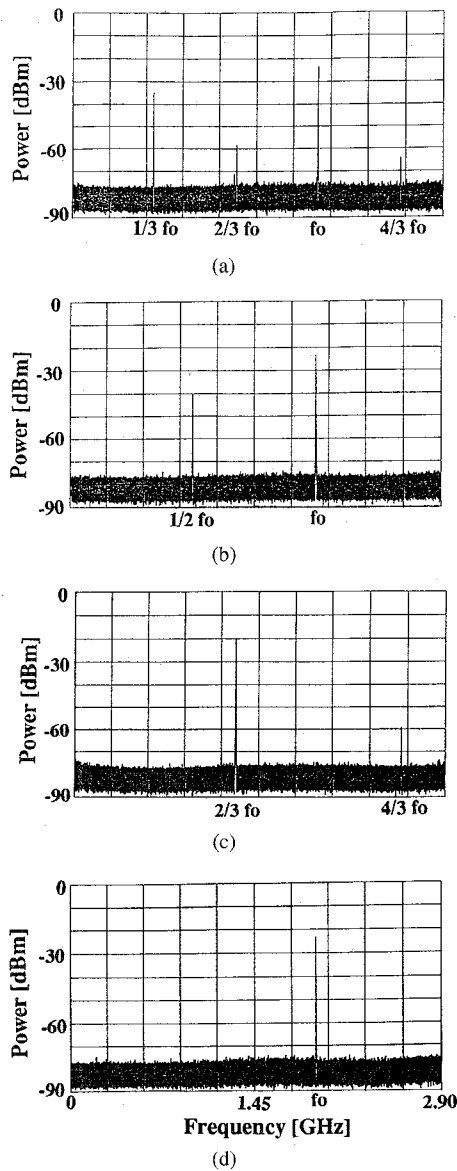 0
-30
-60
-90
Power [dBm]
1/3 fo 2/3 fo fo 4/3 fo
(a)
0
-30
-60
-90
Power [dBm]
1/2 fo fo
(b)
0
-30
-60
-90
Power [dBm]
2/3 fo 4/3 fo
(c)
0
-30
-60
-90
Power [dBm]
0 1.45 fo 2.90
Frequency [GHz]
(d)